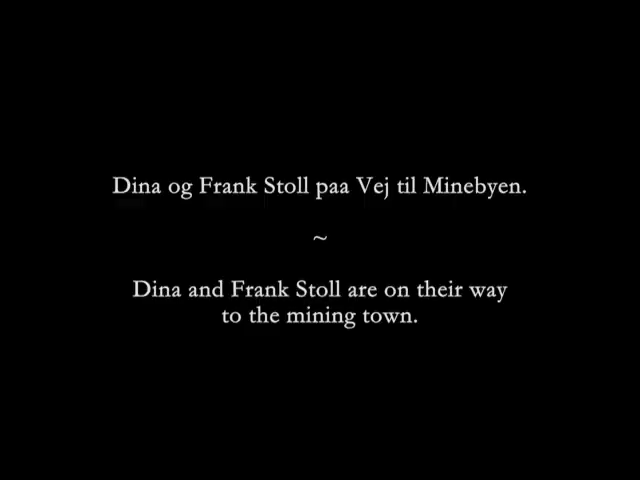 Dina og Frank Stoll paa Vej til Minebyen.
~
Dina and Frank Stoll are on their way
to the mining town.